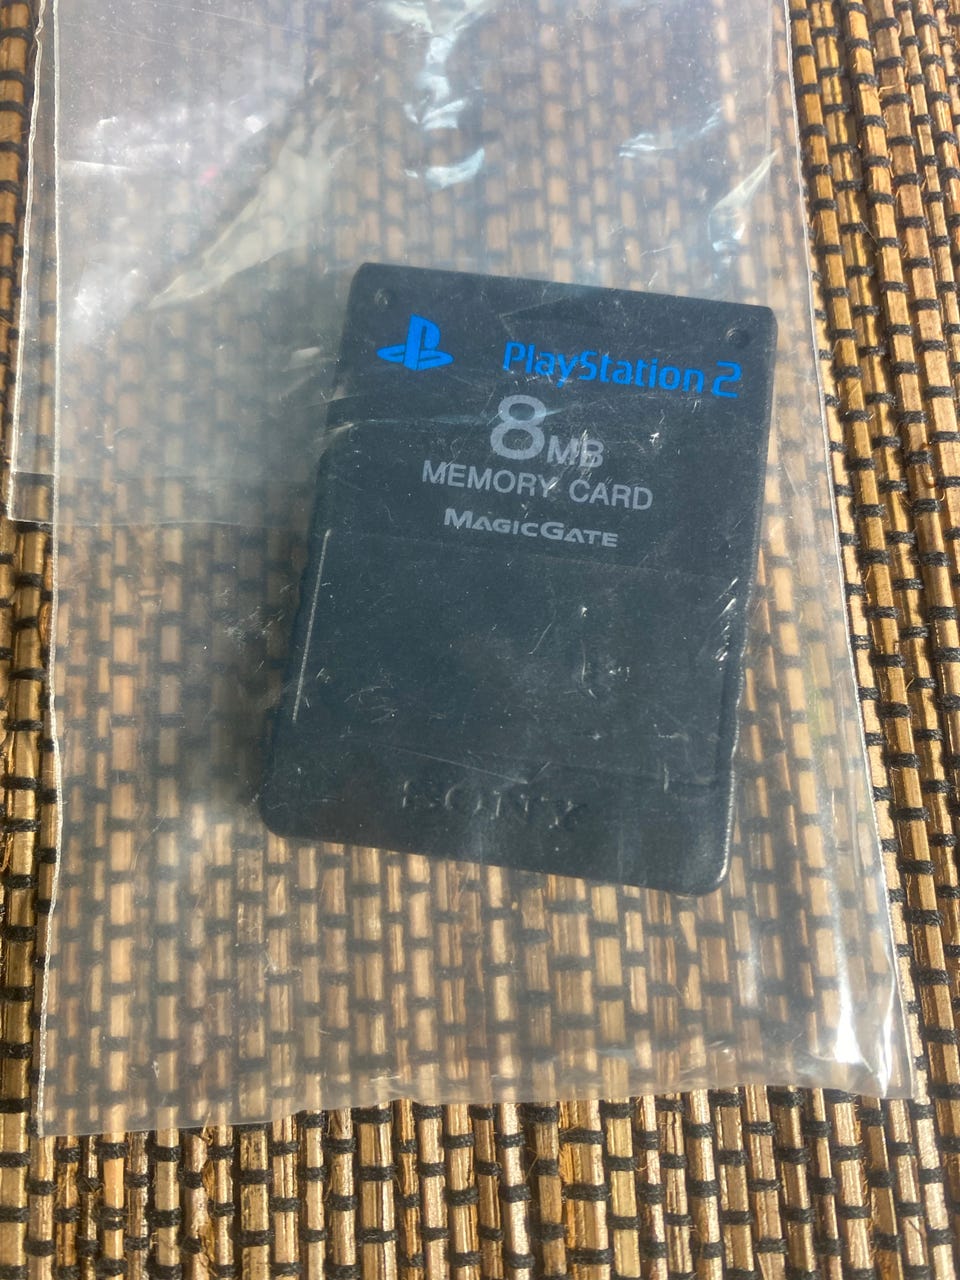 PlayStation 2
8MB
MEMORY CARD
MAGICGATE
SONY